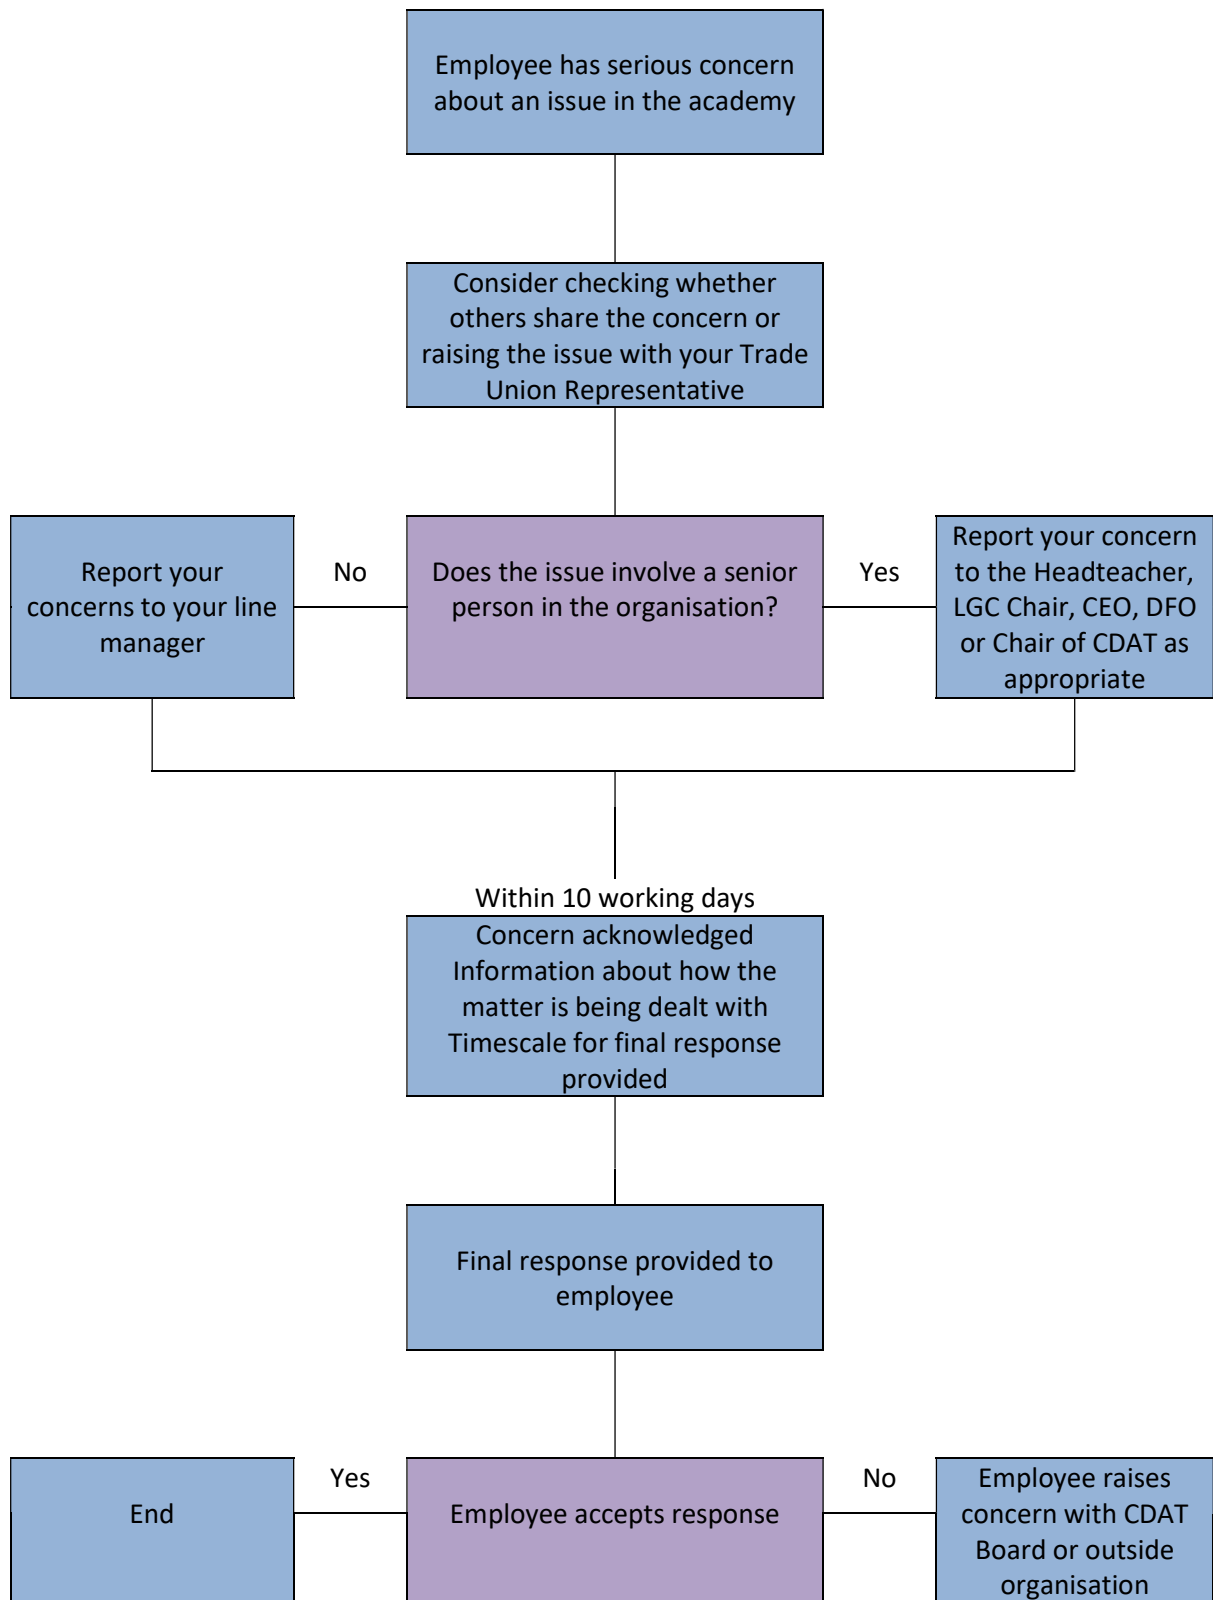 Employee has serious concern
about an issue in the academy
Consider checking whether
others share the concern or
raising the issue with your Trade
Union Representative
Report your
concerns to your line
manager
No
Does the issue involve a senior
person in the organisation?
Yes
Report your concern
to the Headteacher,
LGC Chair, CEO, DFO
or Chair of CDAT as
appropriate
Within 10 working days
Concern acknowledged
Information about how the
matter is being dealt with
Timescale for final response
provided
Final response provided to
employee
End
Yes
Employee accepts response
No
Employee raises
concern with CDAT
Board or outside
organisation